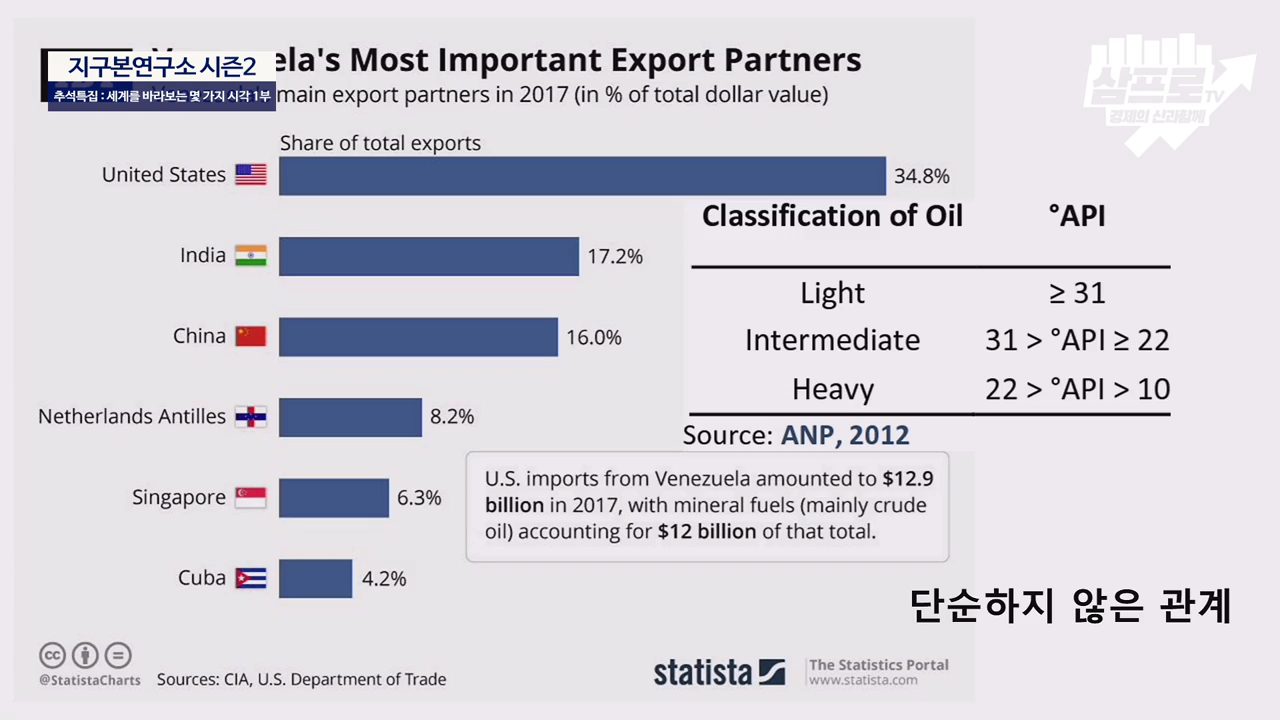 지구본연구소 시즌2
추석특집 : 세계를 바라보는 몇 가지 시각 1부
ela's Most Important Export Partners
main export partners in 2017 (in % of total dollar value)
삼프로TV
경제의 신과함께
Share of total exports
United States 34.8%
India 17.2%
China 16.0%
Netherlands Antilles 8.2%
Singapore 6.3%
Cuba 4.2%
Classification of Oil °API
Light ≥ 31
Intermediate 31 > °API ≥ 22
Heavy 22 > °API > 10
Source: ANP, 2012
U.S. imports from Venezuela amounted to $12.9
billion in 2017, with mineral fuels (mainly crude
oil) accounting for $12 billion of that total.
단순하지 않은 관계
cc
@StatistaCharts Sources: CIA, U.S. Department of Trade
statista
The Statistics Portal
www.statista.com